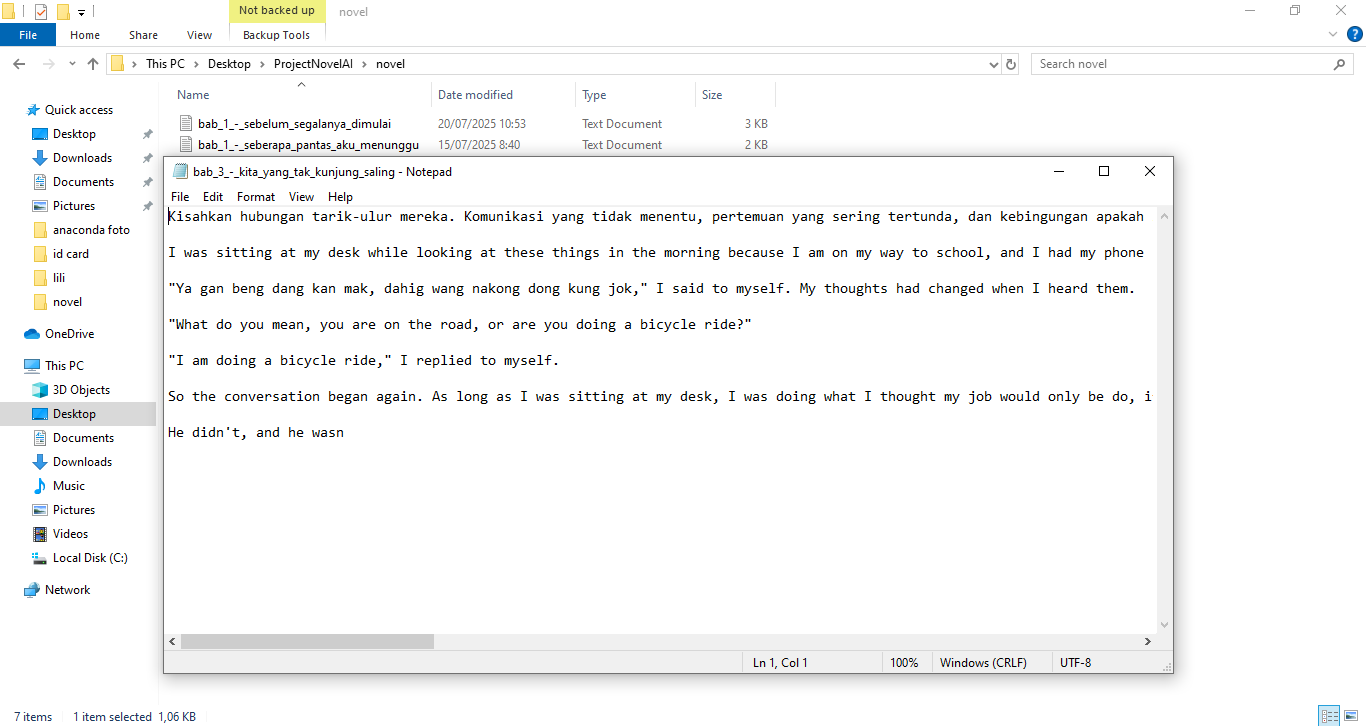 Not backed up
novel
File
Home
Share
View
Backup Tools
This PC
Desktop
ProjectNovelAI
novel
Search novel
Name
Date modified
Type
Size
Quick access
Desktop
Downloads
Documents
Pictures
anaconda foto
id card
lili
novel
OneDrive
This PC
3D Objects
Desktop
Documents
Downloads
Music
Pictures
Videos
Local Disk (C:)
Network
bab_1_-_sebelum_segalanya_dimulai 20/07/2025 10:53 Text Document 3 KB
bab_1_-_seberapa_pantas_aku_menunggu 15/07/2025 8:40 Text Document 2 KB
bab_3_-_kita_yang_tak_kunjung_saling - Notepad
File Edit Format View Help
Kisahkan hubungan tarik-ulur mereka. Komunikasi yang tidak menentu, pertemuan yang sering tertunda, dan kebingungan apakah
I was sitting at my desk while looking at these things in the morning because I am on my way to school, and I had my phone
"Ya gan beng dang kan mak, dahig wang nakong dong kung jok," I said to myself. My thoughts had changed when I heard them.
"What do you mean, you are on the road, or are you doing a bicycle ride?"
"I am doing a bicycle ride," I replied to myself.
So the conversation began again. As long as I was sitting at my desk, I was doing what I thought my job would only be do, i
He didn't, and he wasn
Ln 1, Col 1
100%
Windows (CRLF)
UTF-8
7 items
1 item selected 1,06 KB